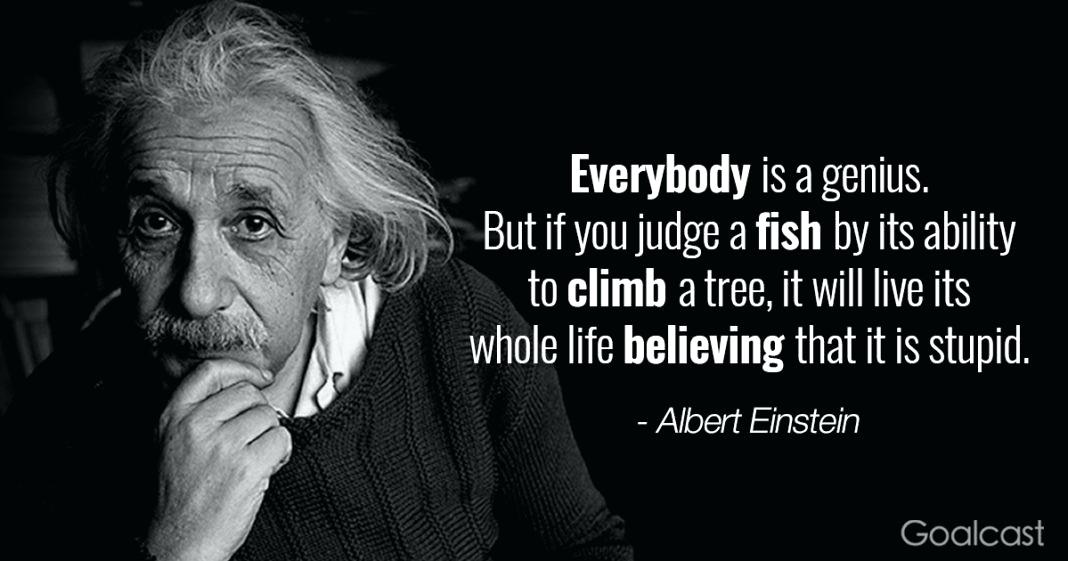 Everybody is a genius.
But if you judge a fish by its ability
to climb a tree, it will live its
whole life believing that it is stupid.
- Albert Einstein
Goalcast